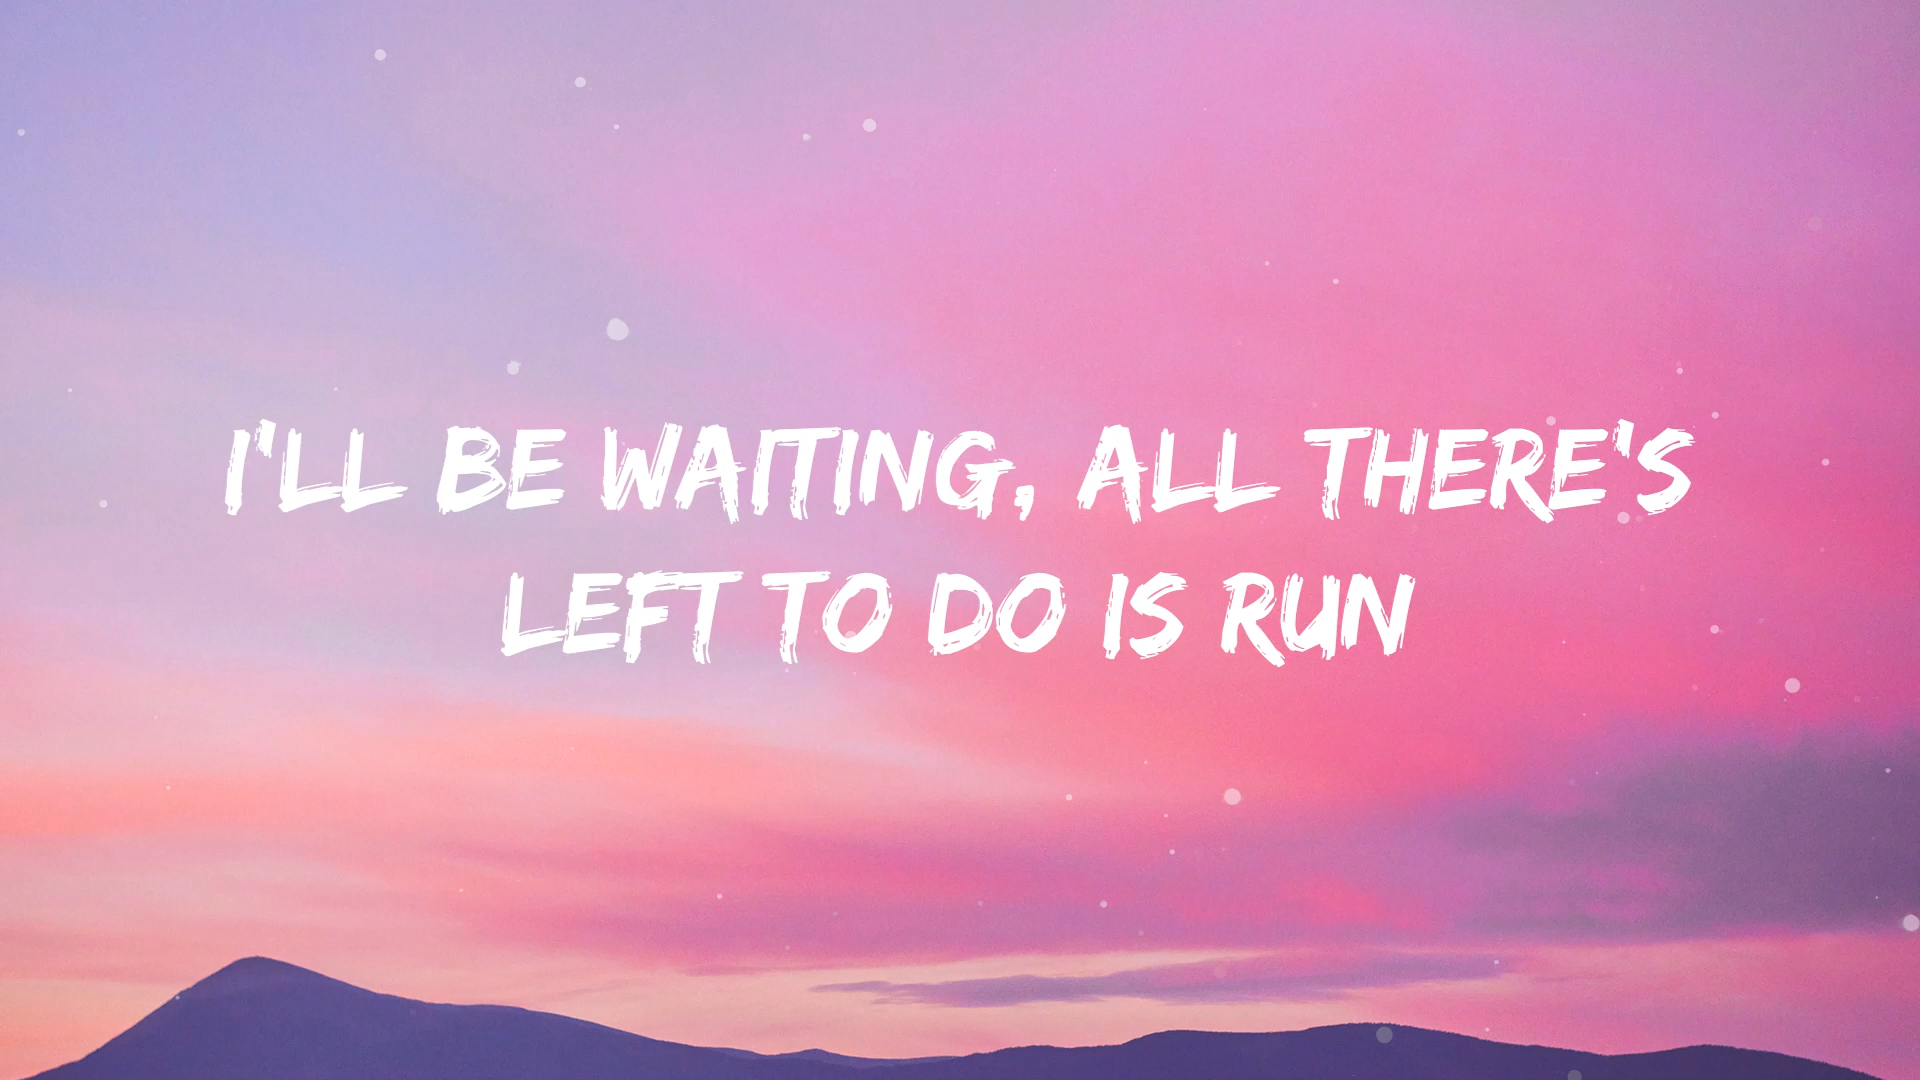 I'LL BE WAITING, ALL THERE'S
LEFT TO DO IS RUN